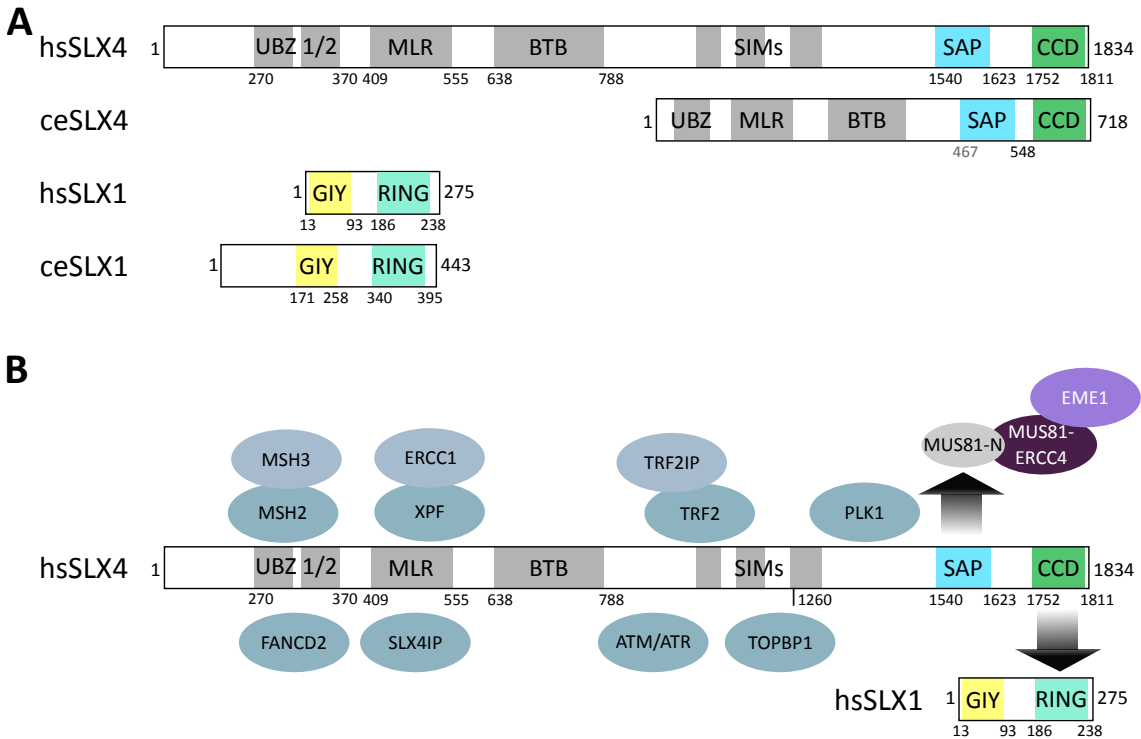 A
hsSLX4 1 UBZ 1/2 MLR BTB SIMs SAP CCD 1834
270 370 409 555 638 788 1540 1623 1752 1811
ceSLX4 1 UBZ MLR BTB SAP CCD 718
467 548
hsSLX1 1 GIY RING 275
13 93 186 238
ceSLX1 1 GIY RING 443
171 258 340 395
B
EME1
MSH3 ERCC1 TRF2IP MUS81-N MUS81-
ERCC4
MSH2 XPF TRF2 PLK1
hsSLX4 1 UBZ 1/2 MLR BTB SIMs SAP CCD 1834
270 370 409 555 638 788 1260 1540 1623 1752 1811
FANCD2 SLX4IP ATM/ATR TOPBP1
hsSLX1 1 GIY RING 275
13 93 186 238